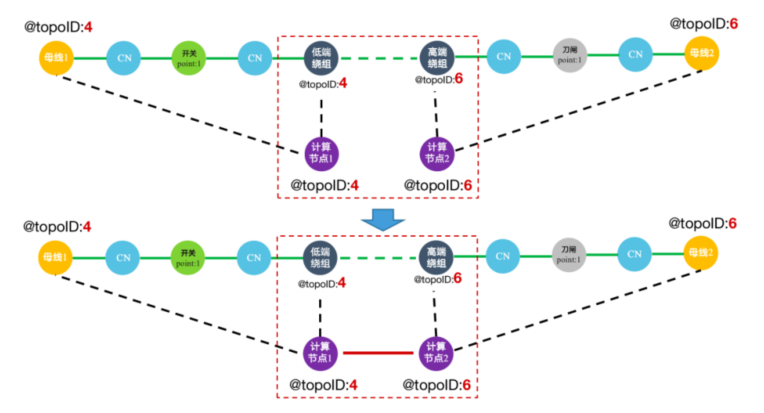 @topoID:4
@topoID:6
母线1
CN
开关
point:1
CN
低端
绕组
高端
绕组
CN
刀闸
point:1
CN
母线2
@topoID:4
@topoID:6
计算
节点1
计算
节点2
@topoID:4
@topoID:6
@topoID:4
@topoID:6
母线1
CN
开关
point:1
CN
低端
绕组
高端
绕组
CN
刀闸
point:1
CN
母线2
@topoID:4
@topoID:6
计算
节点1
计算
节点2
@topoID:4
@topoID:6